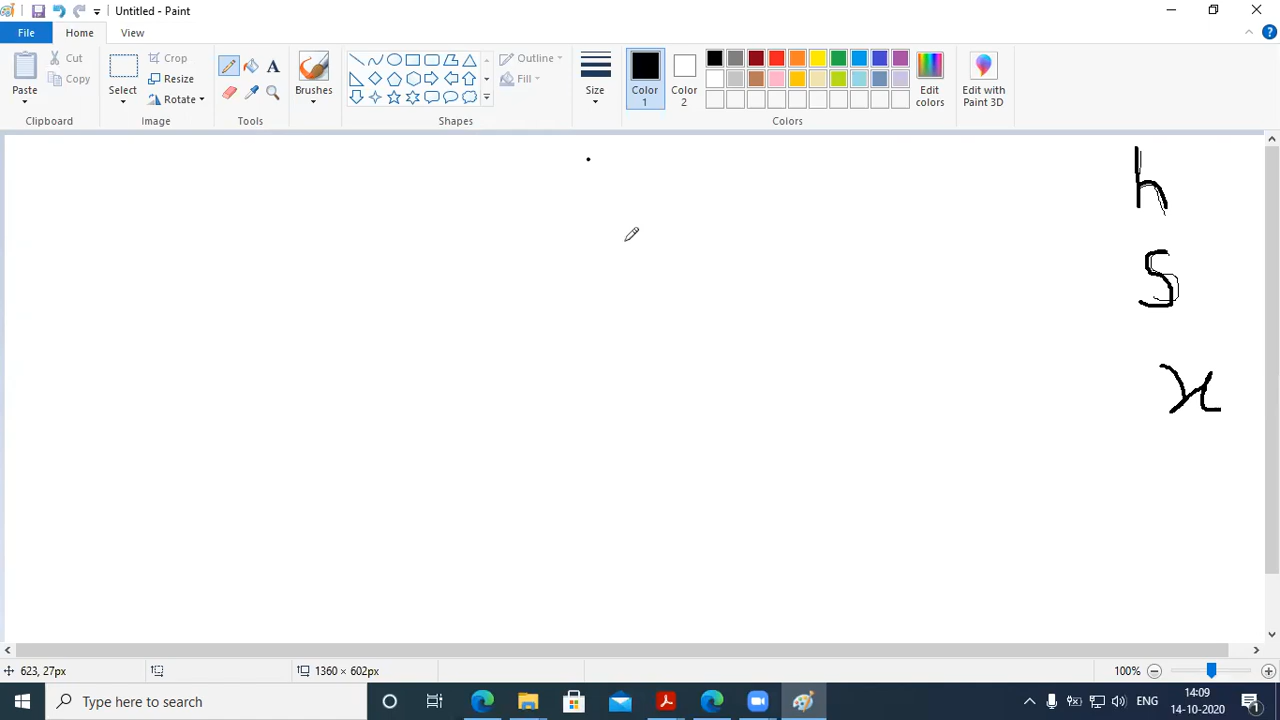 Untitled - Paint
File Home View
Paste Cut Copy
Clipboard
Select Crop Resize Rotate
Image
Tools
Brushes
Outline Fill
Shapes
Size
Color 1
Color 2
Edit colors
Colors
Edit with Paint 3D
h
S
x
623, 27px
1360 × 602px
100%
Type here to search
ENG
14:09
14-10-2020